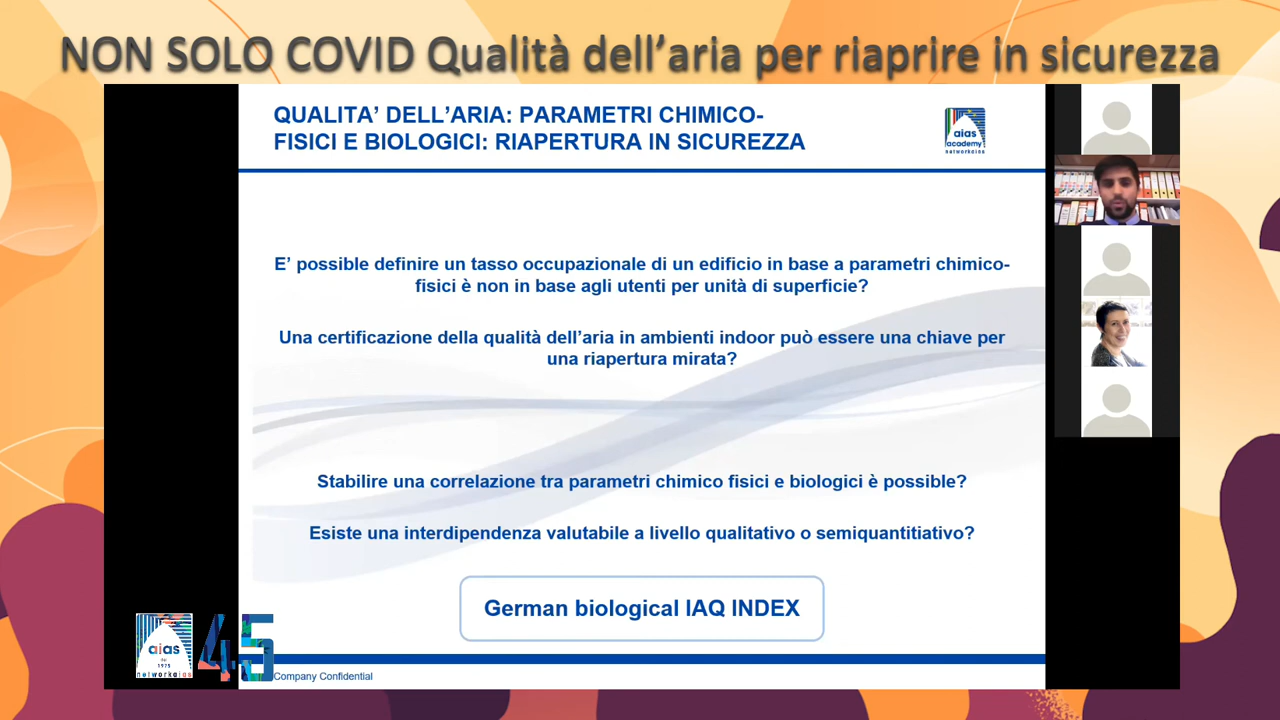 NON SOLO COVID Qualità dell'aria per riaprire in sicurezza
QUALITA' DELL'ARIA: PARAMETRI CHIMICO-
FISICI E BIOLOGICI: RIAPERTURA IN SICUREZZA
aias
academy
networkaias
E' possibile definire un tasso occupazionale di un edificio in base a parametri chimico-
fisici è non in base agli utenti per unità di superficie?
Una certificazione della qualità dell'aria in ambienti indoor può essere una chiave per
una riapertura mirata?
Stabilire una correlazione tra parametri chimico fisici e biologici è possibile?
Esiste una interdipendenza valutabile a livello qualitativo o semiquantitiativo?
German biological IAQ INDEX
aias
dal
1975
networkaias
45
Company Confidential